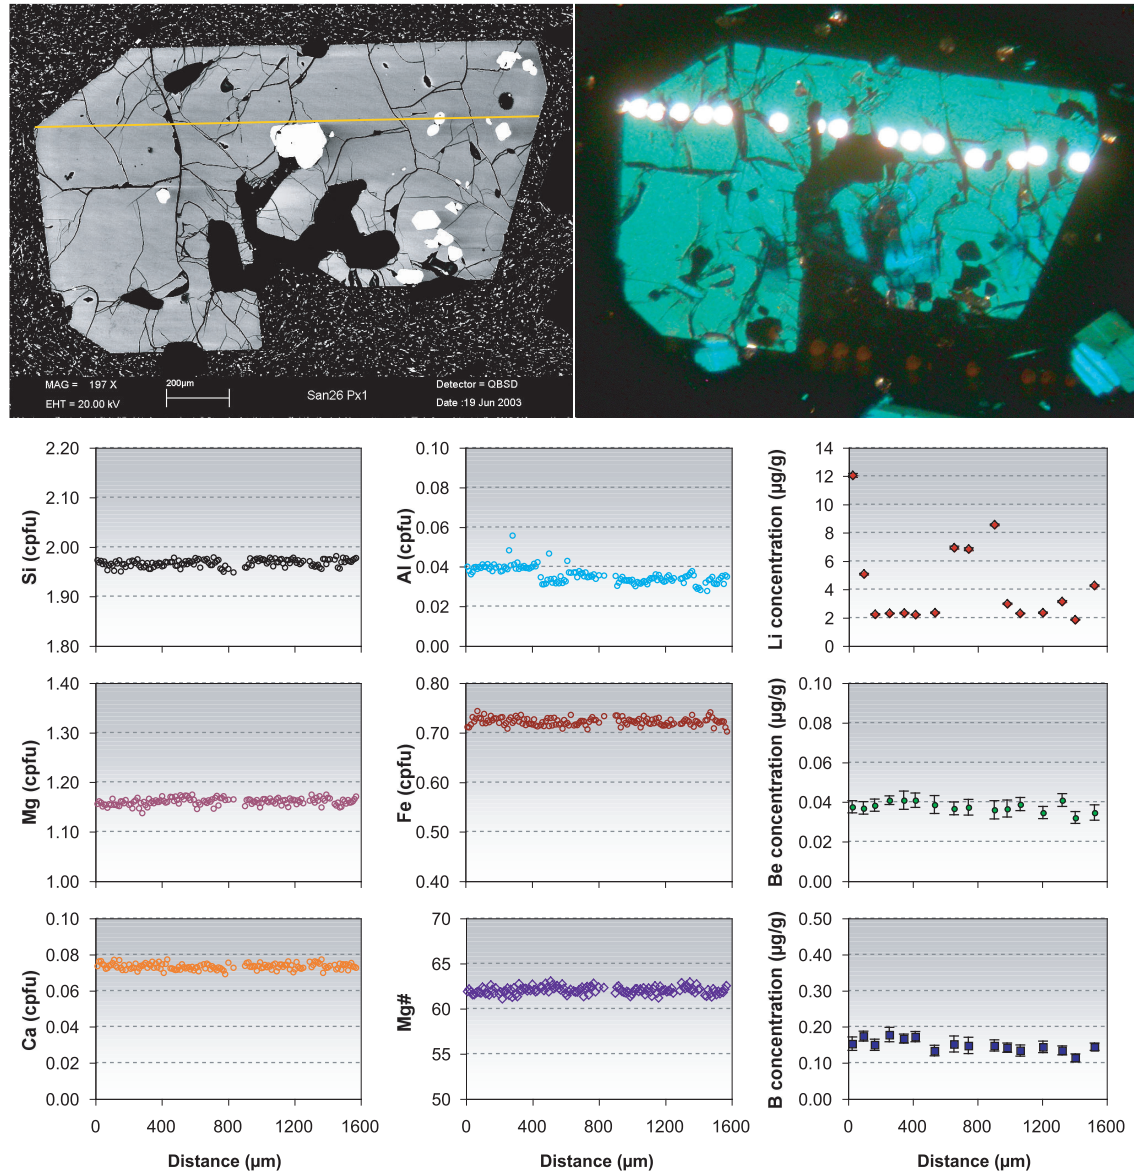 MAG = 197 X
EHT = 20.00 kV
200µm
San26 Px1
Detector = QBSD
Date :19 Jun 2003
Si (cpfu)
2.20
2.10
2.00
1.90
1.80
Al (cpfu)
0.10
0.08
0.06
0.04
0.02
0.00
Li concentration (µg/g)
14
12
10
8
6
4
2
0
Mg (cpfu)
1.40
1.30
1.20
1.10
1.00
Fe (cpfu)
0.80
0.70
0.60
0.50
0.40
Be concentration (µg/g)
0.10
0.08
0.06
0.04
0.02
0.00
Ca (cpfu)
0.10
0.08
0.06
0.04
0.02
0.00
0 400 800 1200 1600
Distance (µm)
Mg#
70
65
60
55
50
0 400 800 1200 1600
Distance (µm)
B concentration (µg/g)
0.50
0.40
0.30
0.20
0.10
0.00
0 400 800 1200 1600
Distance (µm)